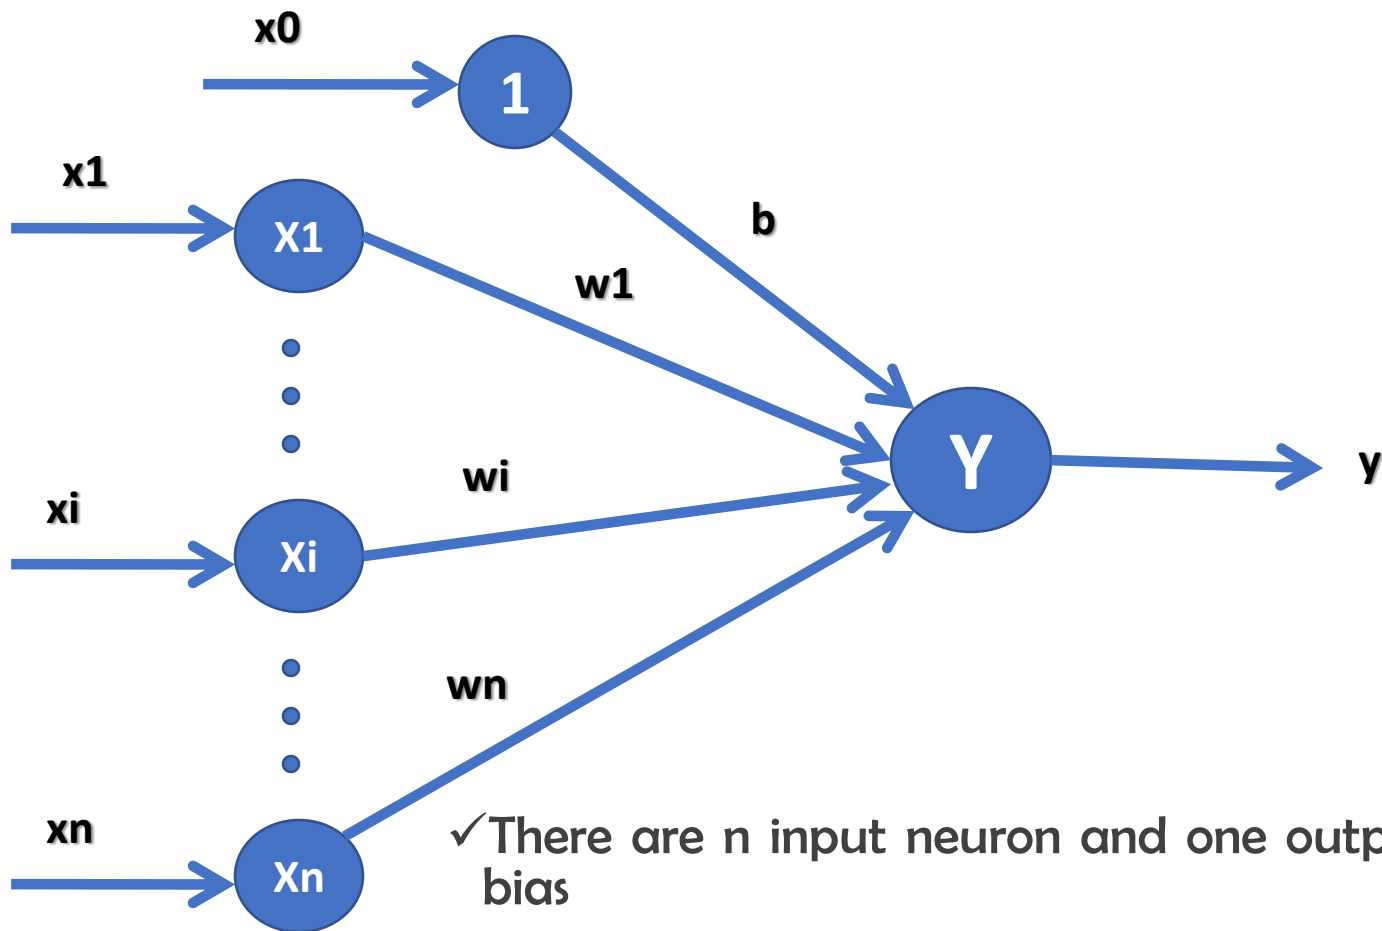 x0
1
x1
X1
b
w1
wi
Y
y
xi
Xi
wn
xn
Xn
✓There are n input neuron and one outp
bias